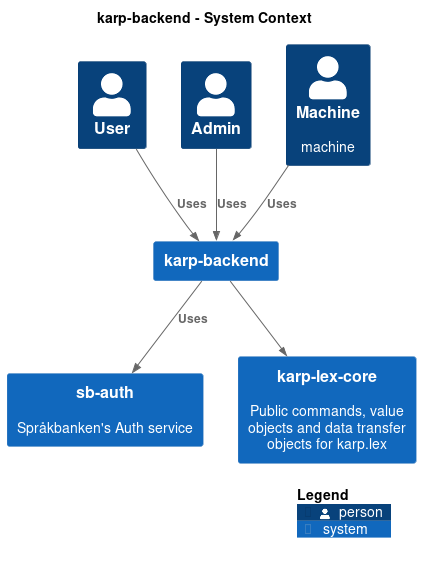 karp-backend - System Context
User
Admin
Machine
machine
Uses
Uses
Uses
karp-backend
Uses
sb-auth
Språkbanken's Auth service
karp-lex-core
Public commands, value
objects and data transfer
objects for karp.lex
Legend
person
system